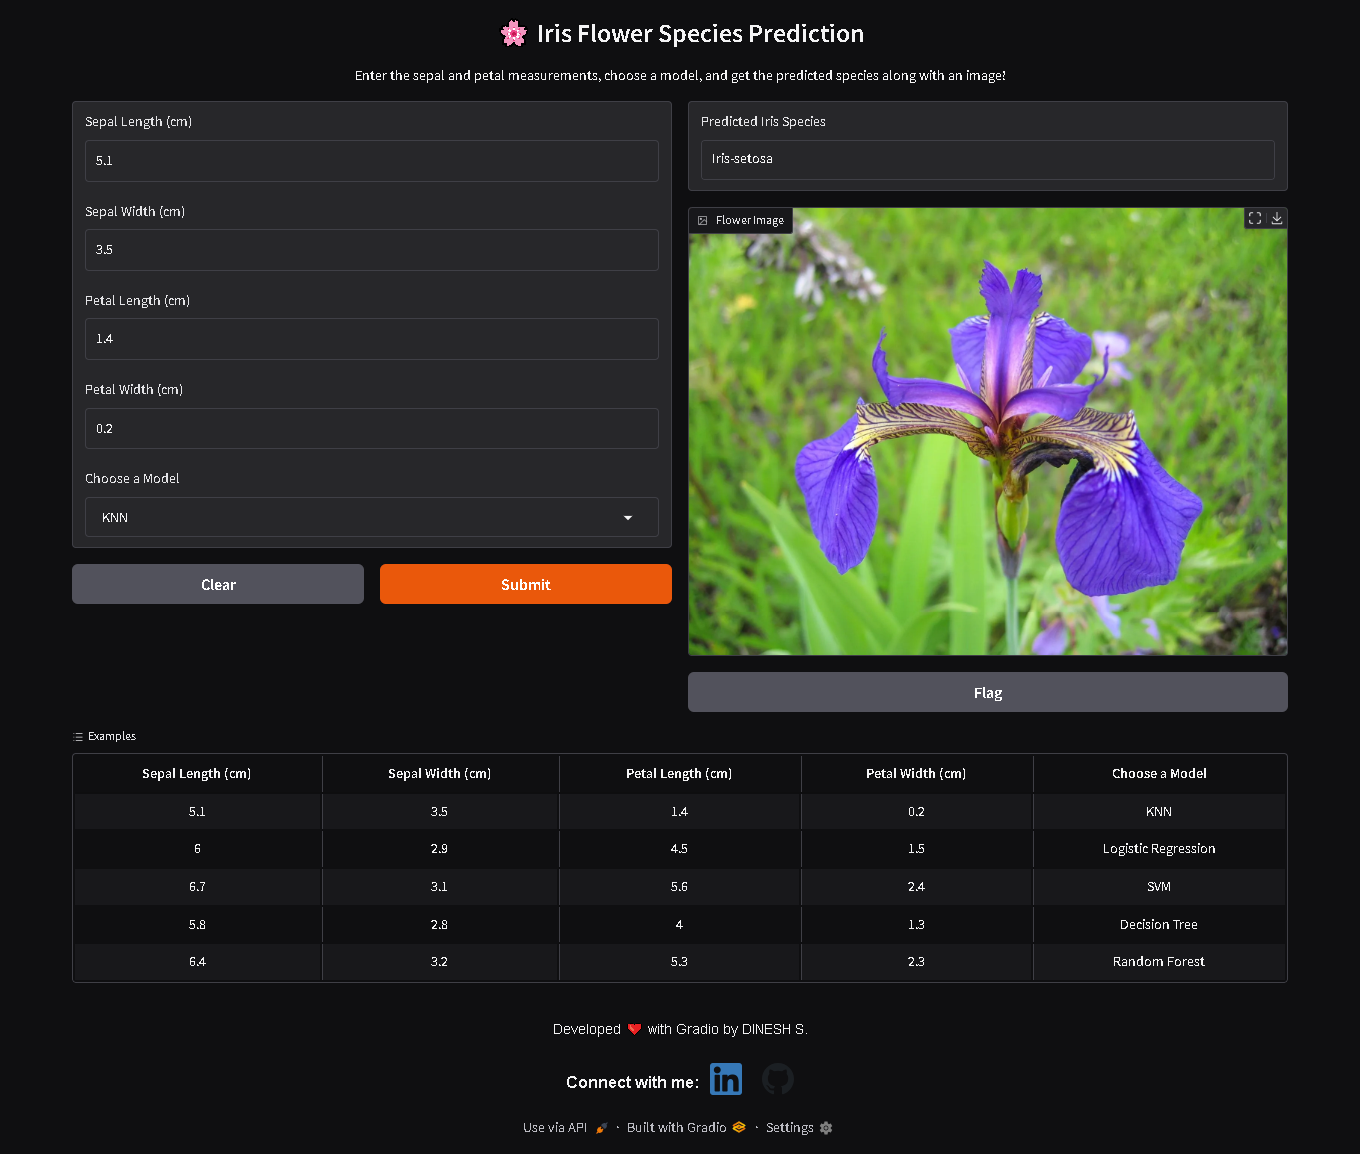 🌸 Iris Flower Species Prediction
Enter the sepal and petal measurements, choose a model, and get the predicted species along with an image!
Sepal Length (cm)
5.1
Sepal Width (cm)
3.5
Petal Length (cm)
1.4
Petal Width (cm)
0.2
Choose a Model
KNN
Clear Submit
Predicted Iris Species
Iris-setosa
Flower Image
Flag
Examples
Sepal Length (cm) Sepal Width (cm) Petal Length (cm) Petal Width (cm) Choose a Model
5.1 3.5 1.4 0.2 KNN
6 2.9 4.5 1.5 Logistic Regression
6.7 3.1 5.6 2.4 SVM
5.8 2.8 4 1.3 Decision Tree
6.4 3.2 5.3 2.3 Random Forest
Developed ❤️ with Gradio by DINESH S.
Connect with me: in
Use via API 🚀 · Built with Gradio · Settings ⚙️